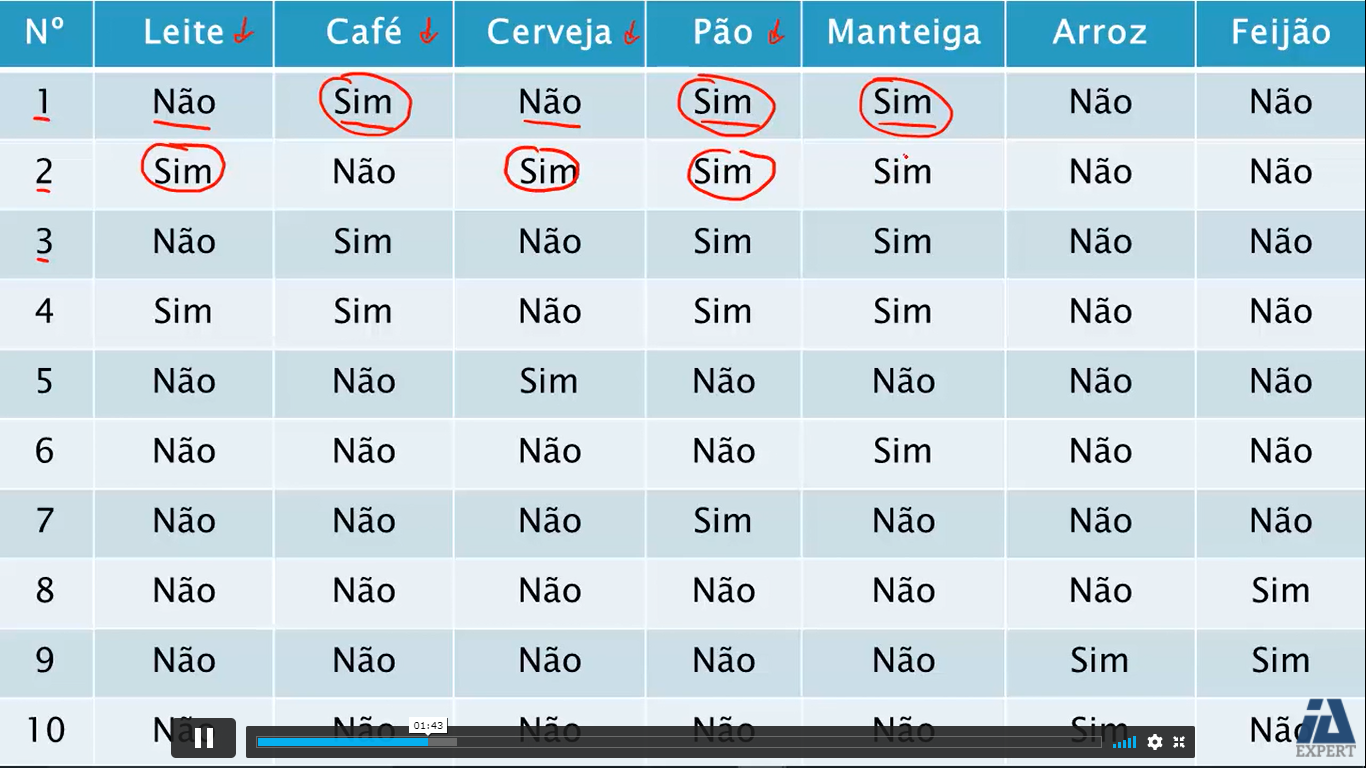 Nº Leite Café Cerveja Pão Manteiga Arroz Feijão
1 Não Sim Não Sim Sim Não Não
2 Sim Não Sim Sim Sim Não Não
3 Não Sim Não Sim Sim Não Não
4 Sim Sim Não Sim Sim Não Não
5 Não Não Sim Não Não Não Não
6 Não Não Não Não Sim Não Não
7 Não Não Não Sim Não Não Não
8 Não Não Não Não Não Não Sim
9 Não Não Não Não Não Sim Sim
10 Não Não Não Não Não Sim Não
01:43
IA EXPERT